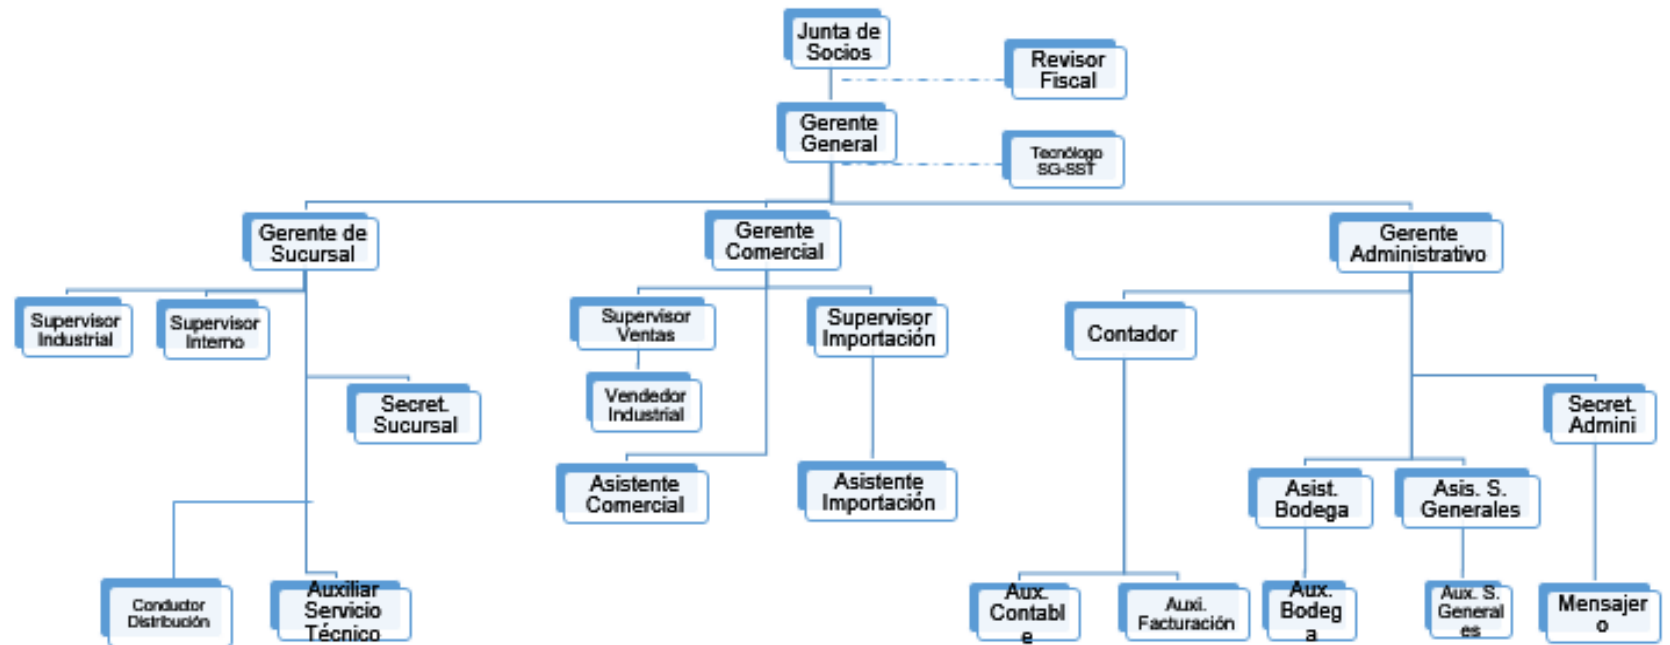 Junta de
Socios
Revisor
Fiscal
Gerente
General
Tecnólogo
SG-SST
Gerente de
Sucursal
Gerente
Comercial
Gerente
Administrativo
Supervisor
Industrial
Supervisor
Interno
Supervisor
Ventas
Supervisor
Importación
Contador
Vendedor
Industrial
Secret.
Sucursal
Secret.
Admini
Asistente
Comercial
Asistente
Importación
Asist.
Bodega
Asis. S.
Generales
Conductor
Distribución
Auxiliar
Servicio
Técnico
Aux.
Contabl
e
Auxi.
Facturación
Aux.
Bodeg
a
Aux. S.
General
es
Mensajer
o